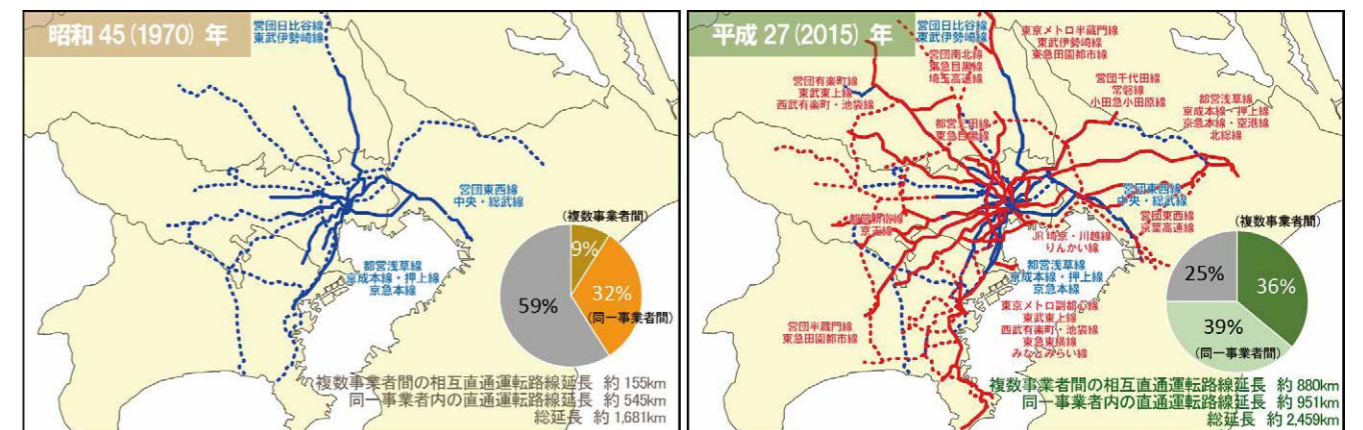 昭和 45 (1970) 年
営団日比谷線
東武伊勢崎線
営団東西線
中央・総武線
都営浅草線
京成本線・押上線
京急本線
(複数事業者間)
9%
32%
59%
(同一事業者間)
複数事業者間の相互直通運転路線延長 約 155km
同一事業者内の直通運転路線延長 約 545km
総延長 約 1,681km
平成 27 (2015) 年
営団日比谷線
東武伊勢崎線
東京メトロ半蔵門線
東武伊勢崎線
東急田園都市線
営団南北線
東急目黒線
埼玉高速線
営団有楽町線
東武東上線
西武有楽町・池袋線
営団千代田線
常磐線
小田急小田原線
都営浅草線
京成本線・押上線
京急本線・空港線
北総線
都営三田線
東急目黒線
営団東西線
中央・総武線
営団東西線
東葉高速線
都営新宿線
京王線
JR 埼京・川越線
りんかい線
都営浅草線
京成本線・押上線
京急本線
東京メトロ副都心線
東武東上線
西武有楽町・池袋線
東急東横線
みなとみらい線
営団半蔵門線
東急田園都市線
(複数事業者間)
25%
36%
39%
(同一事業者間)
複数事業者間の相互直通運転路線延長 約 880km
同一事業者内の直通運転路線延長 約 951km
総延長 約 2,459km